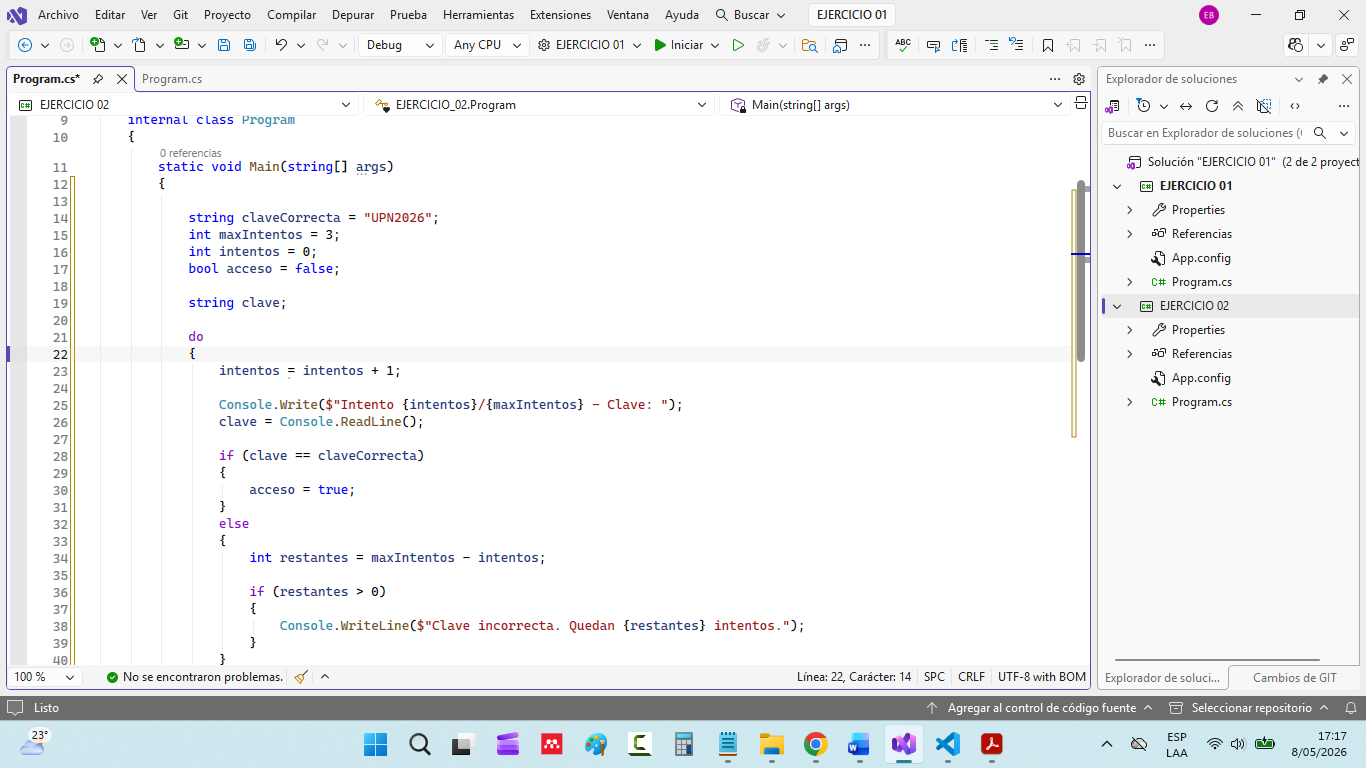 Archivo Editar Ver Git Proyecto Compilar Depurar Prueba Herramientas Extensiones Ventana Ayuda Buscar EJERCICIO 01 EB
Debug Any CPU EJERCICIO 01 Iniciar ABC
Program.cs* Program.cs
EJERCICIO 02 EJERCICIO_02.Program Main(string[] args)
9 internal class Program
10 {
0 referencias
11 static void Main(string[] args)
12 {
13
14 string claveCorrecta = "UPN2026";
15 int maxIntentos = 3;
16 int intentos = 0;
17 bool acceso = false;
18
19 string clave;
20
21 do
22 {
23 intentos = intentos + 1;
24
25 Console.Write($"Intento {intentos}/{maxIntentos} - Clave: ");
26 clave = Console.ReadLine();
27
28 if (clave == claveCorrecta)
29 {
30 acceso = true;
31 }
32 else
33 {
34 int restantes = maxIntentos - intentos;
35
36 if (restantes > 0)
37 {
38 Console.WriteLine($"Clave incorrecta. Quedan {restantes} intentos.");
39 }
40 }
100 % No se encontraron problemas. Línea: 22, Carácter: 14 SPC CRLF UTF-8 with BOM
Explorador de soluciones
Buscar en Explorador de soluciones (
Solución "EJERCICIO 01" (2 de 2 proyect
C# EJERCICIO 01
Properties
Referencias
App.config
C# Program.cs
C# EJERCICIO 02
Properties
Referencias
App.config
C# Program.cs
Explorador de soluci... Cambios de GIT
Listo Agregar al control de código fuente Seleccionar repositorio
23° ESP LAA 17:17 8/05/2026